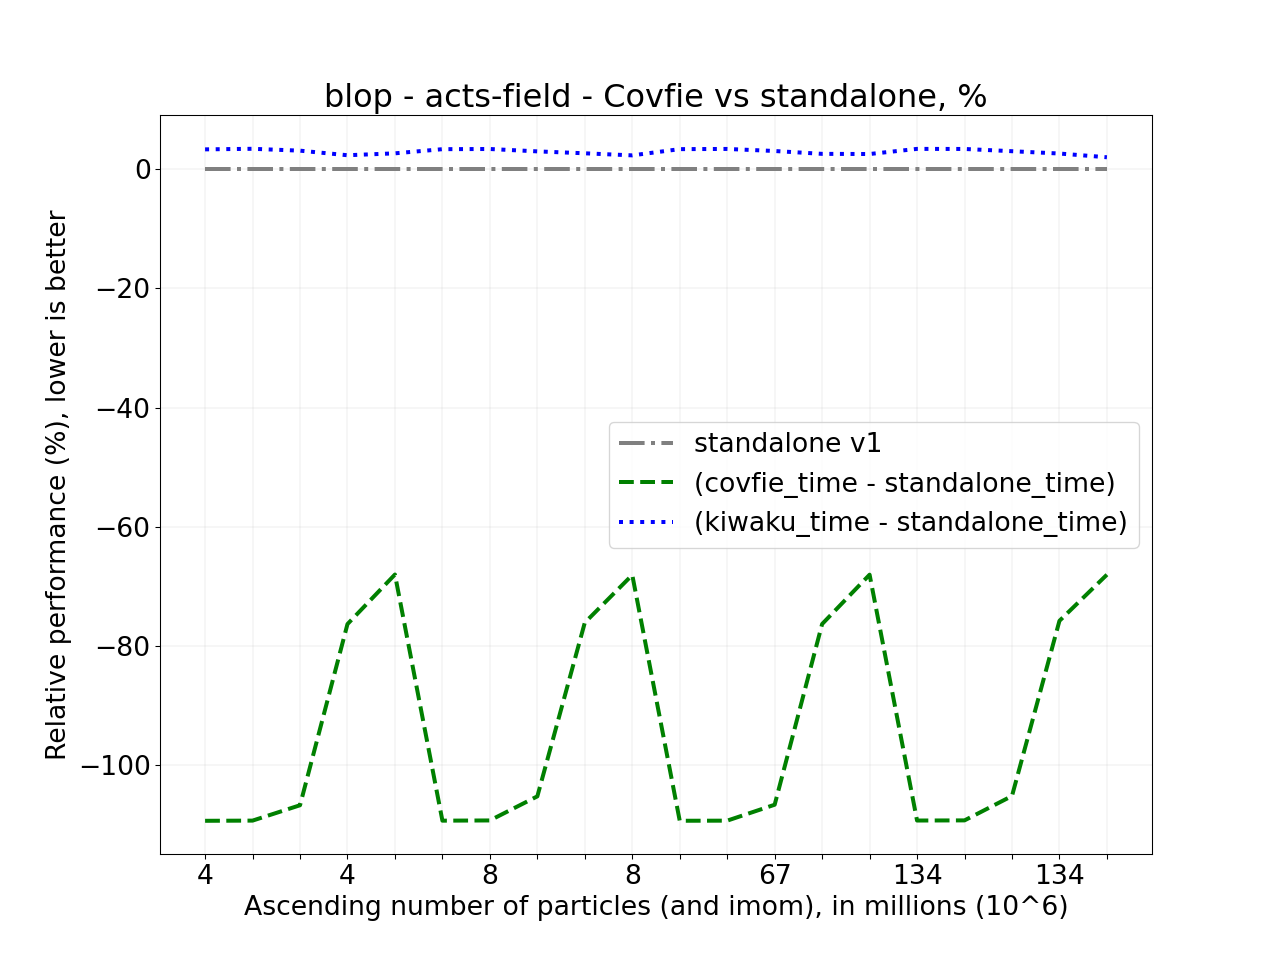 blop - acts-field - Covfie vs standalone, %
Relative performance (%), lower is better
0
−20
−40
−60
−80
−100
standalone v1
(covfie_time - standalone_time)
(kiwaku_time - standalone_time)
4 4 8 8 67 134 134
Ascending number of particles (and imom), in millions (10^6)